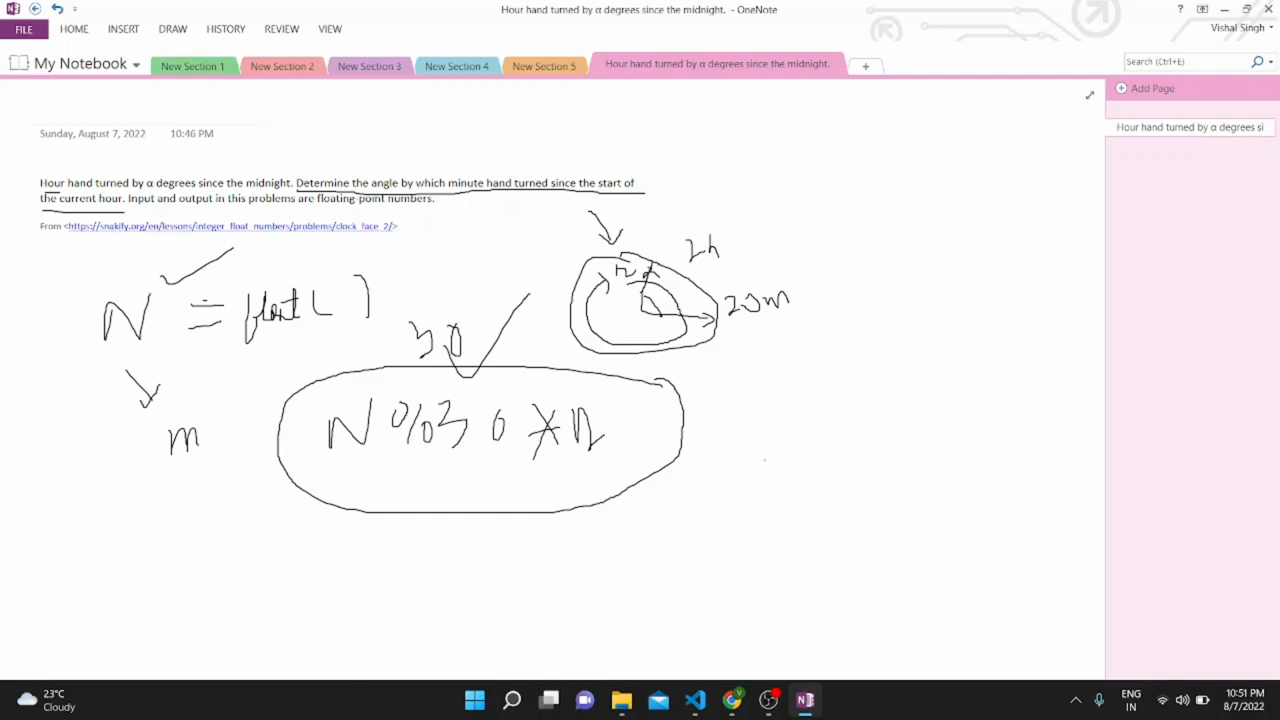 Hour hand turned by α degrees since the midnight. - OneNote
FILE HOME INSERT DRAW HISTORY REVIEW VIEW
Vishal Singh
My Notebook New Section 1 New Section 2 New Section 3 New Section 4 New Section 5 Hour hand turned by α degrees since the midnight. Search (Ctrl+E)
Add Page
Hour hand turned by α degrees si
Sunday, August 7, 2022 10:46 PM
Hour hand turned by α degrees since the midnight. Determine the angle by which minute hand turned since the start of
the current hour. Input and output in this problems are floating-point numbers.
From <https://snakify.org/en/lessons/integer_float_numbers/problems/clock_face_2/>
2h
12
N = float( )
20m
30
N%30*12
m
23°C
Cloudy
ENG
IN
10:51 PM
8/7/2022